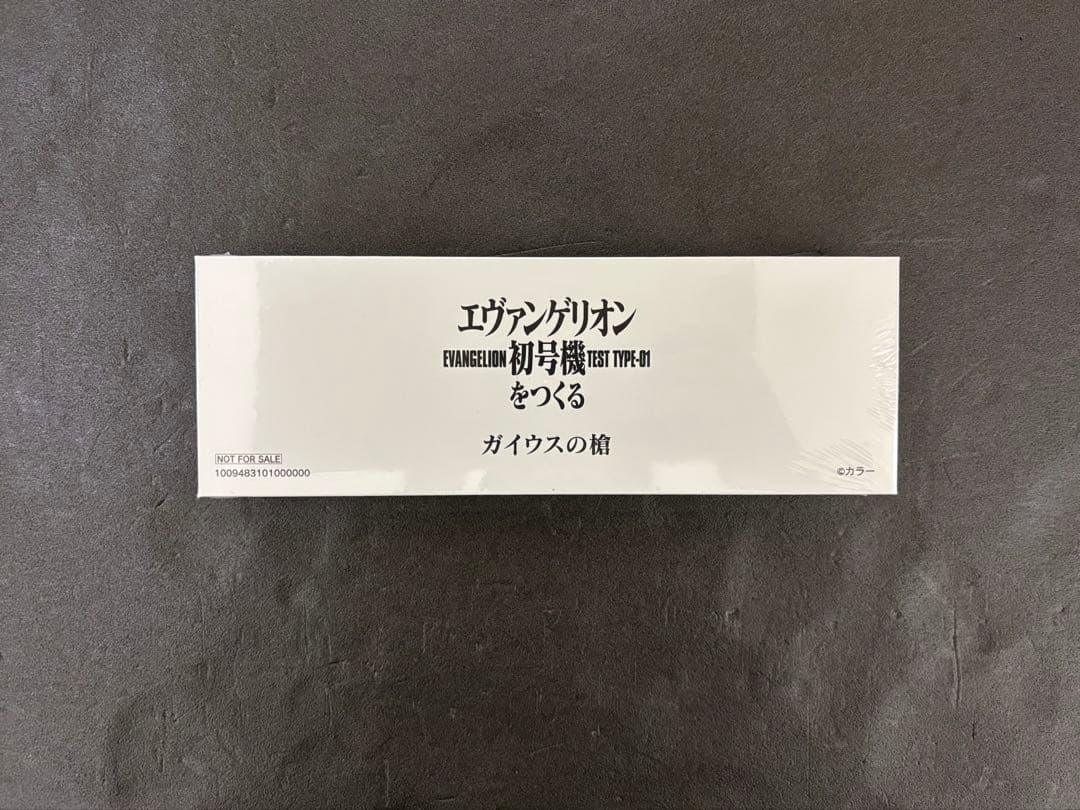 エヴァンゲリオン
EVANGELION 初号機 TEST TYPE-01
をつくる
ガイウスの槍
NOT FOR SALE
1009483101000000
©カラー